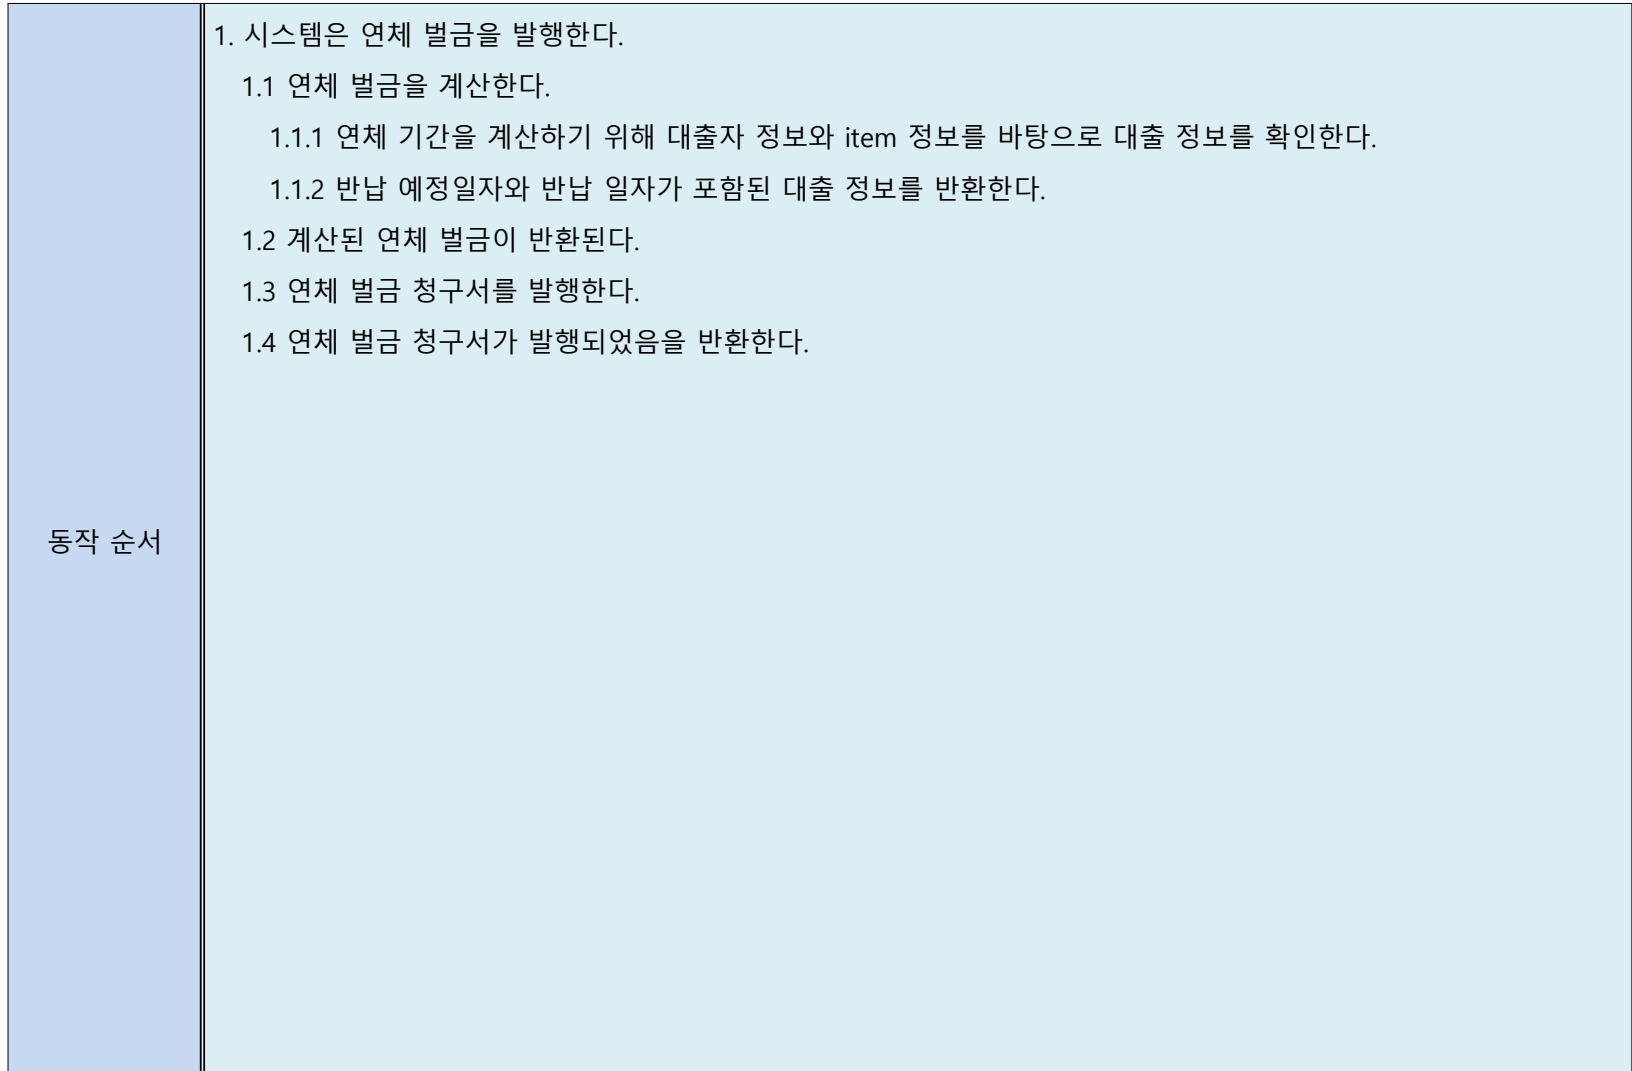 1. 시스템은 연체 벌금을 발행한다.
1.1 연체 벌금을 계산한다.
1.1.1 연체 기간을 계산하기 위해 대출자 정보와 item 정보를 바탕으로 대출 정보를 확인한다.
1.1.2 반납 예정일자와 반납 일자가 포함된 대출 정보를 반환한다.
1.2 계산된 연체 벌금이 반환된다.
1.3 연체 벌금 청구서를 발행한다.
1.4 연체 벌금 청구서가 발행되었음을 반환한다.
동작 순서